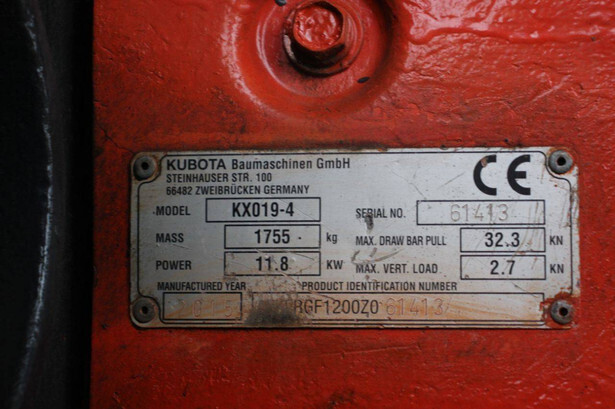 KUBOTA Baumaschinen GmbH
STEINHAUSER STR. 100
66482 ZWEIBRÜCKEN GERMANY
CE
MODEL KX019-4 SERIAL NO. 61413
MASS 1755 kg MAX. DRAW BAR PULL 32.3 KN
POWER 11.8 KW MAX. VERT. LOAD 2.7 KN
MANUFACTURED YEAR PRODUCT IDENTIFICATION NUMBER
RGF1200Z061413